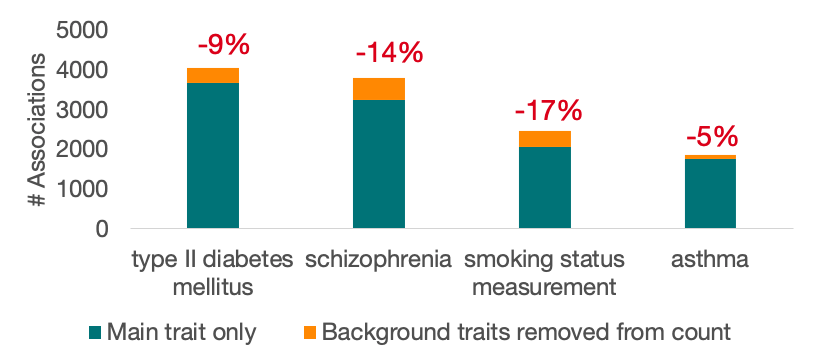 5000
4000
3000
2000
1000
0
# Associations
-9%
-14%
-17%
-5%
type II diabetes
mellitus
schizophrenia
smoking status
measurement
asthma
Main trait only
Background traits removed from count